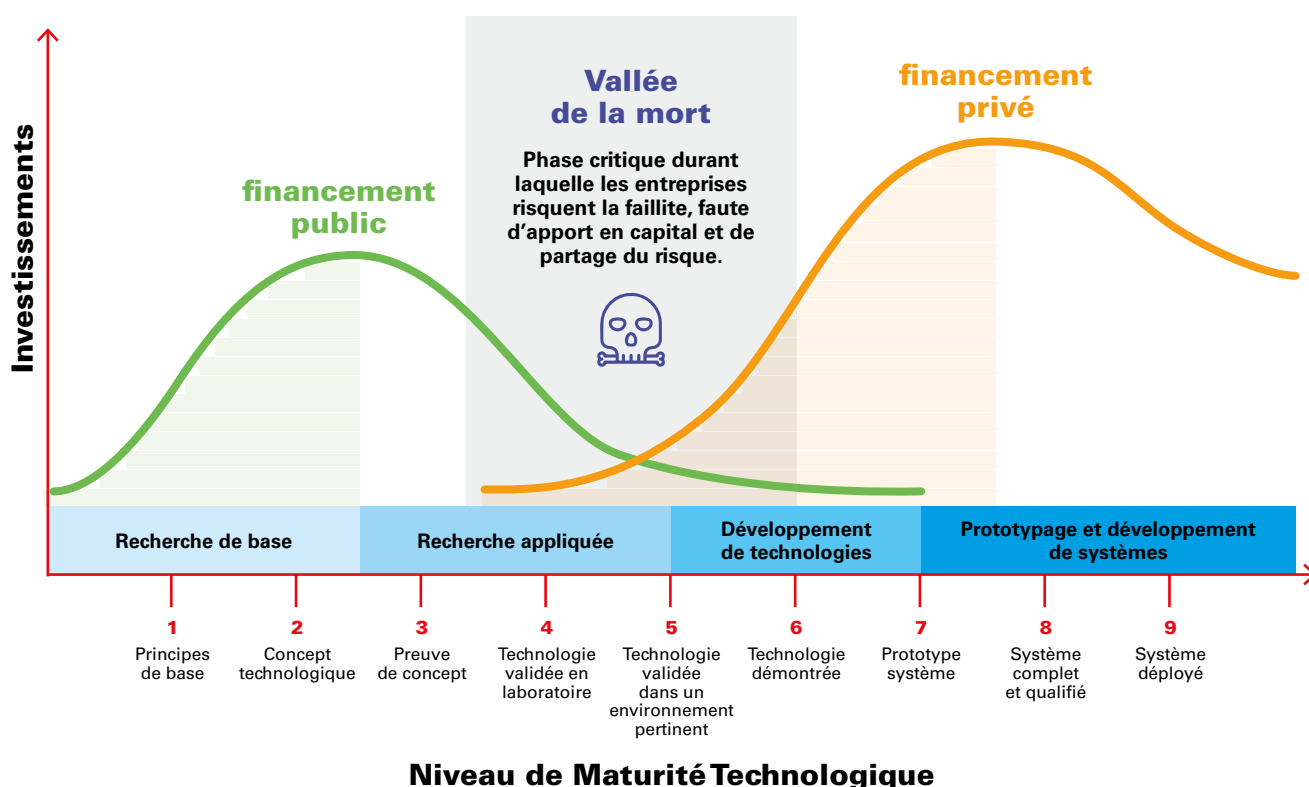 Investissements
financement
public
Vallée
de la mort
Phase critique durant
laquelle les entreprises
risquent la faillite, faute
d’apport en capital et de
partage du risque.
financement
privé
Recherche de base
Recherche appliquée
Développement
de technologies
Prototypage et développement
de systèmes
1
Principes
de base
2
Concept
technologique
3
Preuve
de concept
4
Technologie
validée en
laboratoire
5
Technologie
validée
dans un
environnement
pertinent
6
Technologie
démontrée
7
Prototype
système
8
Système
complet
et qualifié
9
Système
déployé
Niveau de Maturité Technologique